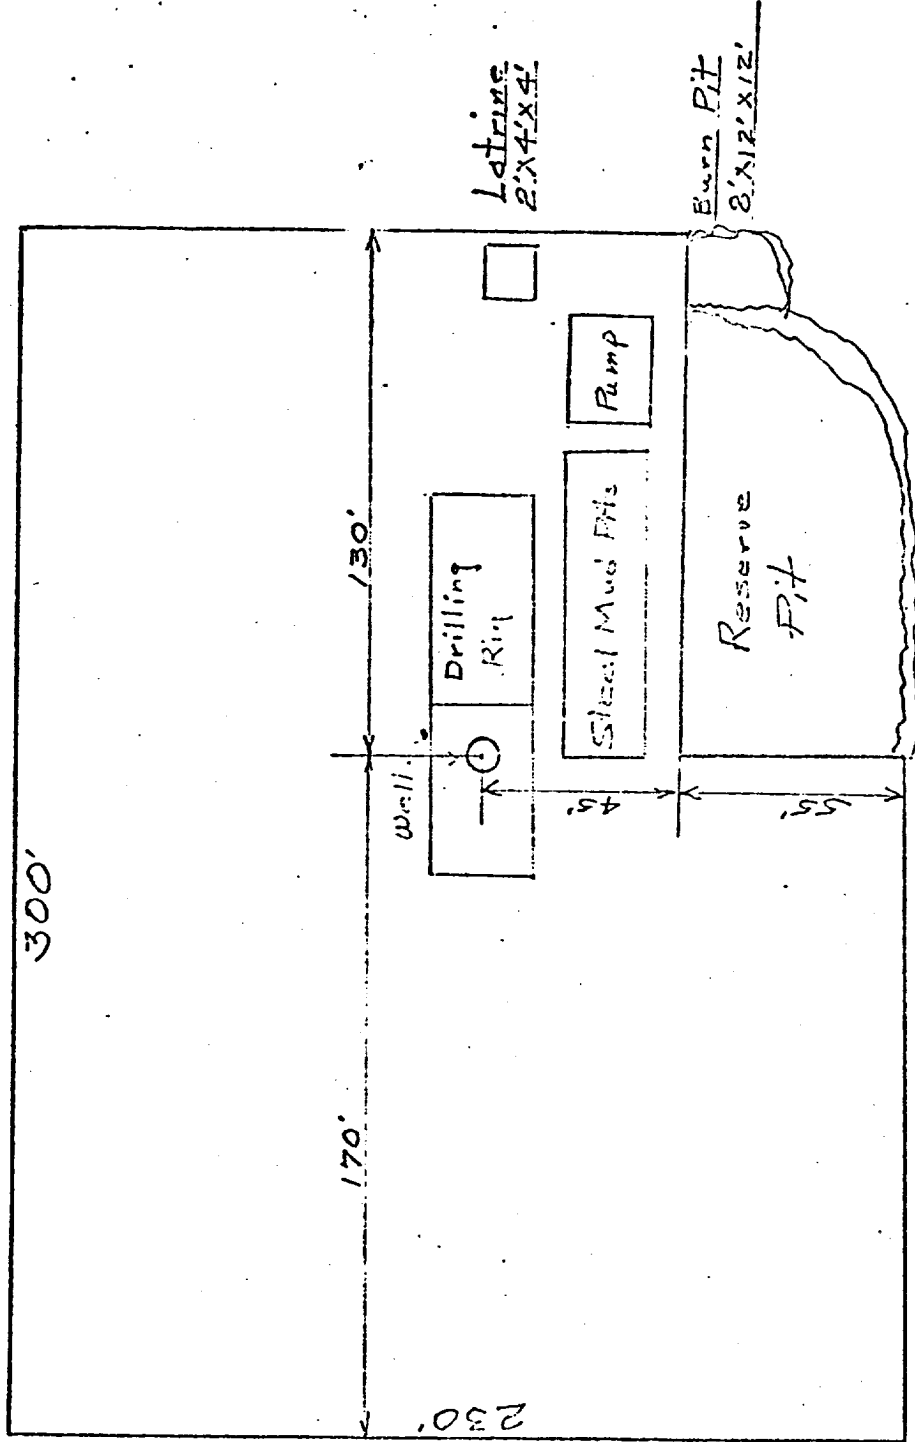 300'
Latrine
2'X4'X4'
130'
170'
Well
Drilling
Rig
Pump
Steel Mud Pits
Burn Pit
8'X12'X12'
Reserve
Pit
45'
55'
230'